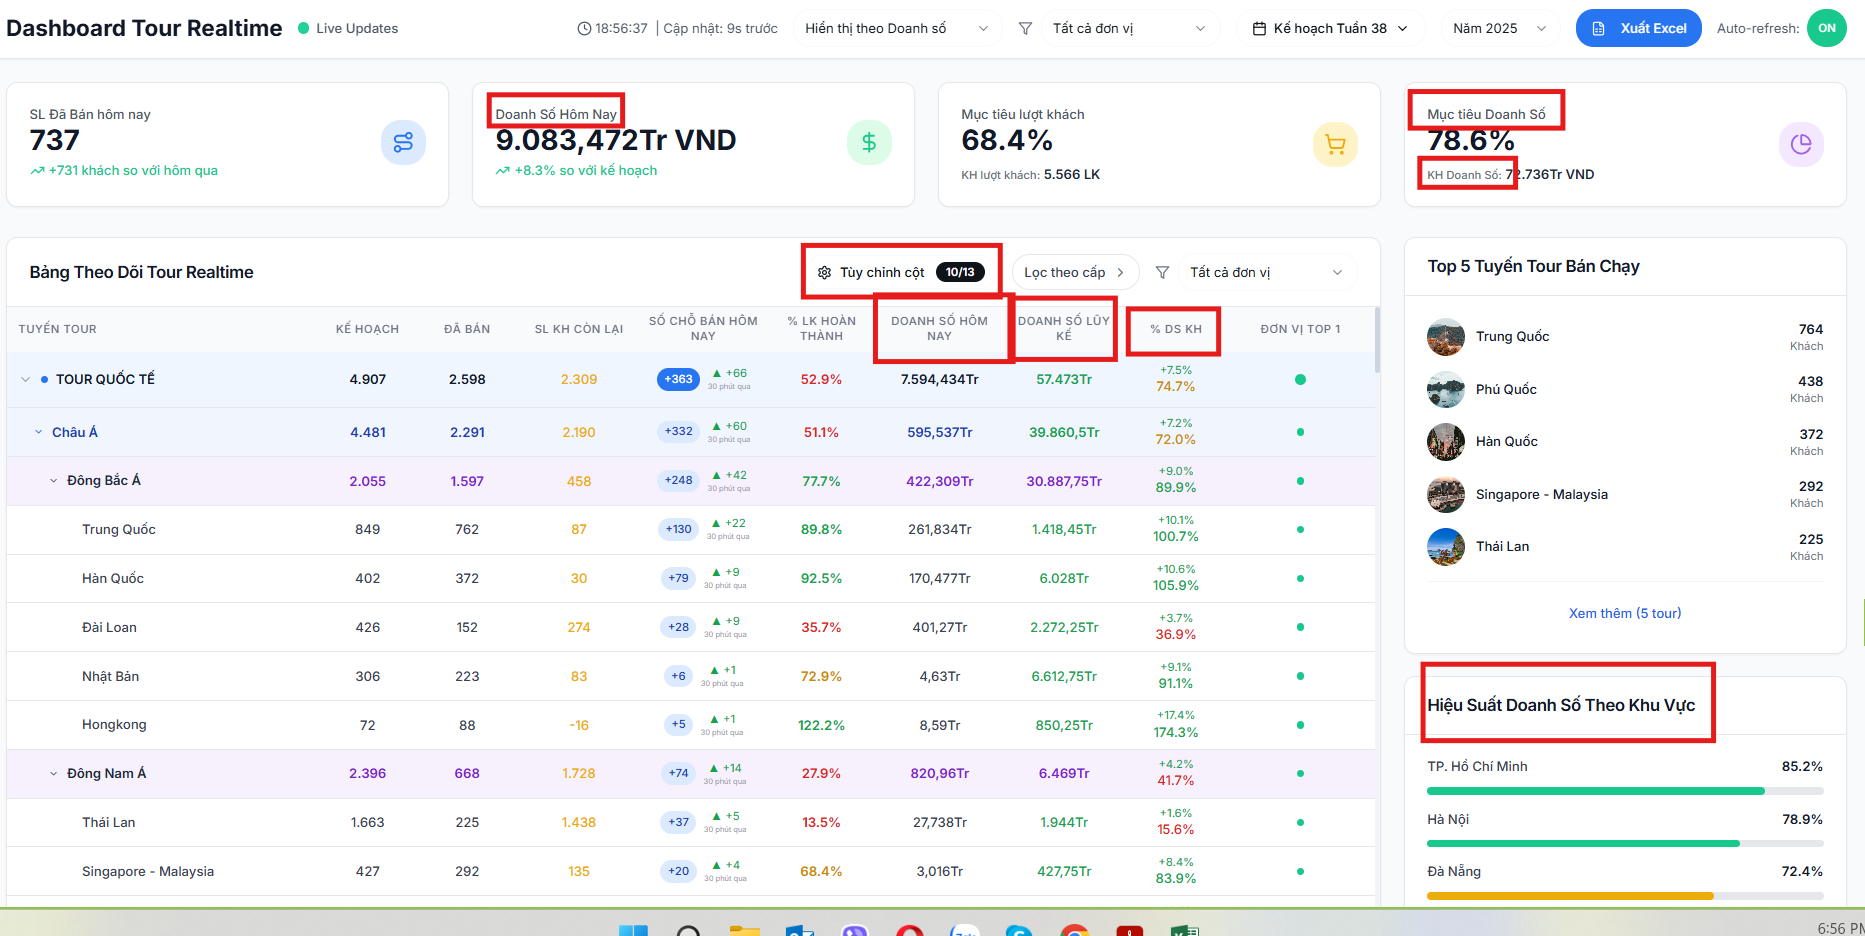 Dashboard Tour Realtime
Live Updates
18:56:37 | Cập nhật: 9s trước
Hiển thị theo Doanh số
Tất cả đơn vị
Kế hoạch Tuần 38
Năm 2025
Xuất Excel
Auto-refresh:
ON
SL Đã Bán hôm nay
737
+731 khách so với hôm qua
Doanh Số Hôm Nay
9.083,472Tr VND
+8.3% so với kế hoạch
Mục tiêu lượt khách
68.4%
KH lượt khách: 5.566 LK
Mục tiêu Doanh Số
78.6%
KH Doanh Số: 72.736Tr VND
Bảng Theo Dõi Tour Realtime
Tùy chỉnh cột 10/13
Lọc theo cấp
Tất cả đơn vị
TUYẾN TOUR KẾ HOẠCH ĐÃ BÁN SL KH CÒN LẠI SỐ CHỖ BÁN HÔM NAY % LK HOÀN THÀNH DOANH SỐ HÔM NAY DOANH SỐ LŨY KẾ % DS KH ĐƠN VỊ TOP 1
TOUR QUỐC TẾ 4.907 2.598 2.309 +363 ▲ +66 30 phút qua 52.9% 7.594,434Tr 57.473Tr +7.5% 74.7%
Châu Á 4.481 2.291 2.190 +332 ▲ +60 30 phút qua 51.1% 595,537Tr 39.860,5Tr +7.2% 72.0%
Đông Bắc Á 2.055 1.597 458 +248 ▲ +42 30 phút qua 77.7% 422,309Tr 30.887,75Tr +9.0% 89.9%
Trung Quốc 849 762 87 +130 ▲ +22 30 phút qua 89.8% 261,834Tr 1.418,45Tr +10.1% 100.7%
Hàn Quốc 402 372 30 +79 ▲ +9 30 phút qua 92.5% 170,477Tr 6.028Tr +10.6% 105.9%
Đài Loan 426 152 274 +28 ▲ +9 30 phút qua 35.7% 401,27Tr 2.272,25Tr +3.7% 36.9%
Nhật Bản 306 223 83 +6 ▲ +1 30 phút qua 72.9% 4,63Tr 6.612,75Tr +9.1% 91.1%
Hongkong 72 88 -16 +5 ▲ +1 30 phút qua 122.2% 8,59Tr 850,25Tr +17.4% 174.3%
Đông Nam Á 2.396 668 1.728 +74 ▲ +14 30 phút qua 27.9% 820,96Tr 6.469Tr +4.2% 41.7%
Thái Lan 1.663 225 1.438 +37 ▲ +5 30 phút qua 13.5% 27,738Tr 1.944Tr +1.6% 15.6%
Singapore - Malaysia 427 292 135 +20 ▲ +4 30 phút qua 68.4% 3,016Tr 427,75Tr +8.4% 83.9%
Top 5 Tuyến Tour Bán Chạy
Trung Quốc 764 Khách
Phú Quốc 438 Khách
Hàn Quốc 372 Khách
Singapore - Malaysia 292 Khách
Thái Lan 225 Khách
Xem thêm (5 tour)
Hiệu Suất Doanh Số Theo Khu Vực
TP. Hồ Chí Minh 85.2%
Hà Nội 78.9%
Đà Nẵng 72.4%
6:56 PM